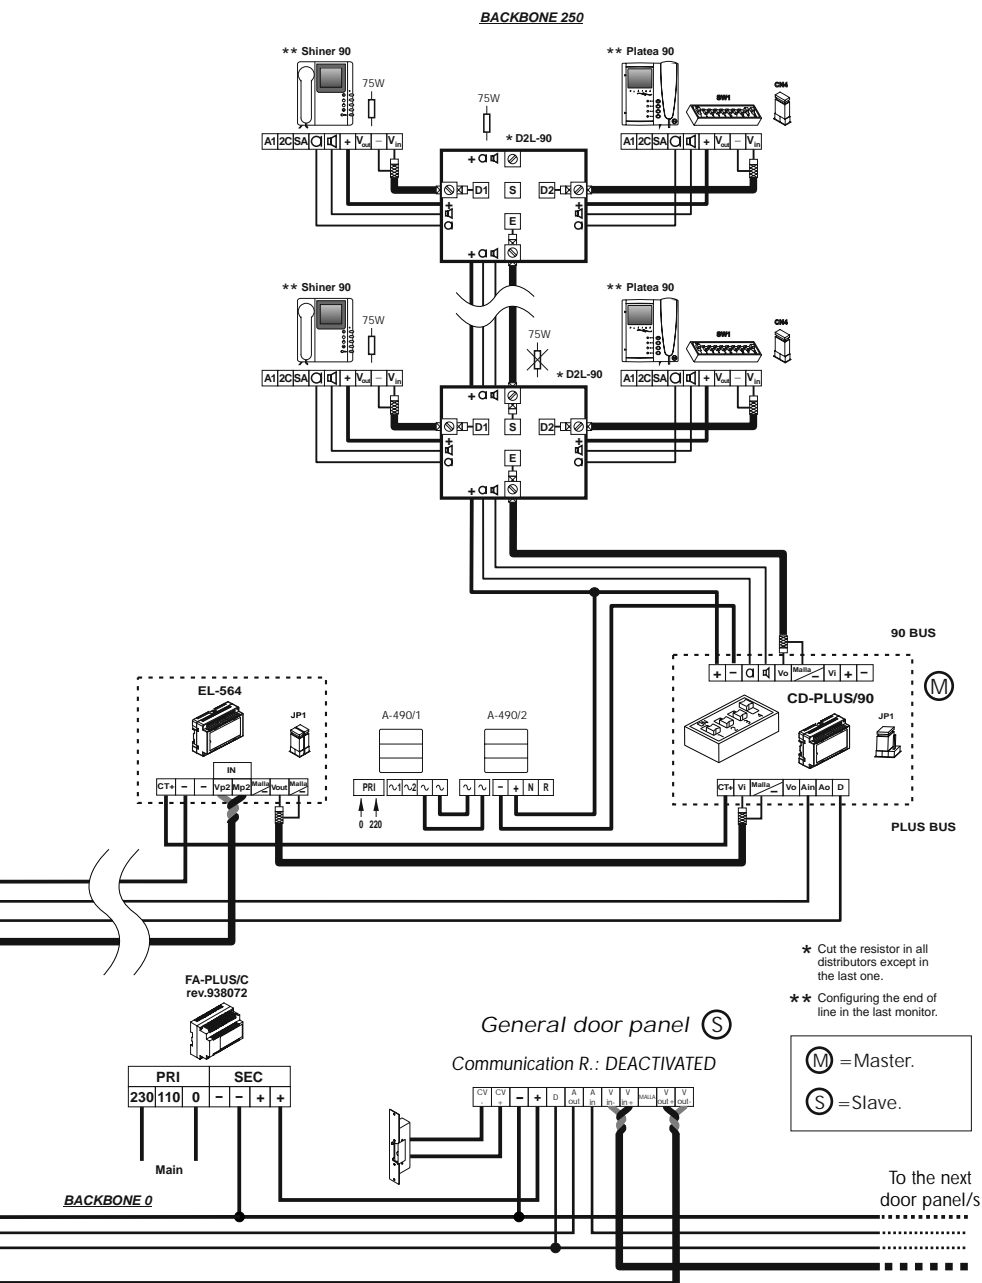 BACKBONE 250
** Shiner 90
75W
75W
* D2L-90
** Platea 90
SW1
CN4
A1 2C SA + Vout – Vin
A1 2C SA + Vout – Vin
+
D1 S D2
+ +
E
+
** Shiner 90
75W
75W
* D2L-90
** Platea 90
SW1
CN4
A1 2C SA + Vout – Vin
A1 2C SA + Vout – Vin
+
D1 S D2
+ +
E
+
90 BUS
+ – Vo Malla – Vi + –
M
CD-PLUS/90
JP1
CT+ Vi Malla – Vo Ain Ao D
PLUS BUS
EL-564
JP1
IN
CT+ – – Vp2 Mp2 Malla Vout Malla
A-490/1
A-490/2
PRI ~1 ~2 ~ ~
~ ~ – + N R
0 220
* Cut the resistor in all
distributors except in
the last one.
** Configuring the end of
line in the last monitor.
M =Master.
S =Slave.
FA-PLUS/C
rev.938072
PRI SEC
230 110 0 – – + +
Main
General door panel S
Communication R.: DEACTIVATED
CV - CV + – + D A out A in V in- V in+ MALLA V out+ V out-
BACKBONE 0
To the next
door panel/s